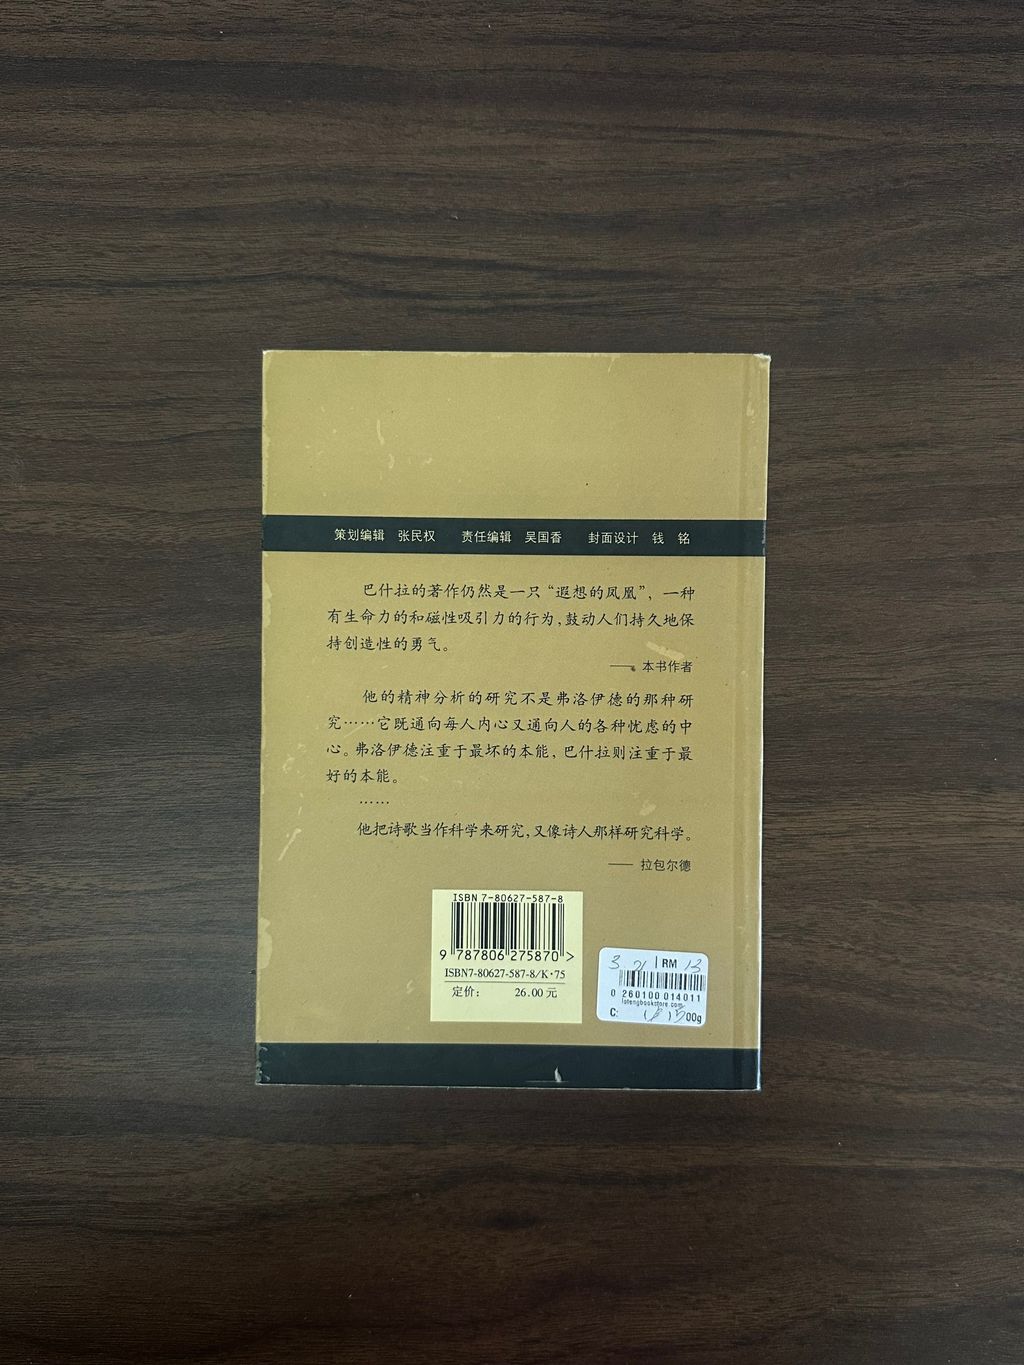 策划编辑 张民权 责任编辑 吴国香 封面设计 钱 铭
巴什拉的著作仍然是一只“遐想的凤凰”，一种
有生命力的和磁性吸引力的行为，鼓动人们持久地保
持创造性的勇气。
—— 本书作者
他的精神分析的研究不是弗洛伊德的那种研
究……它既通向每人内心又通向人的各种忧虑的中
心。弗洛伊德注重于最坏的本能，巴什拉则注重于最
好的本能。
……
他把诗歌当作科学来研究，又像诗人那样研究科学。
—— 拉包尔德
ISBN 7-80627-587-8
9 787806 275870 >
ISBN7-80627-587-8/K·75
定价： 26.00 元
3 RM 13
0 260100 014011
C: 00g